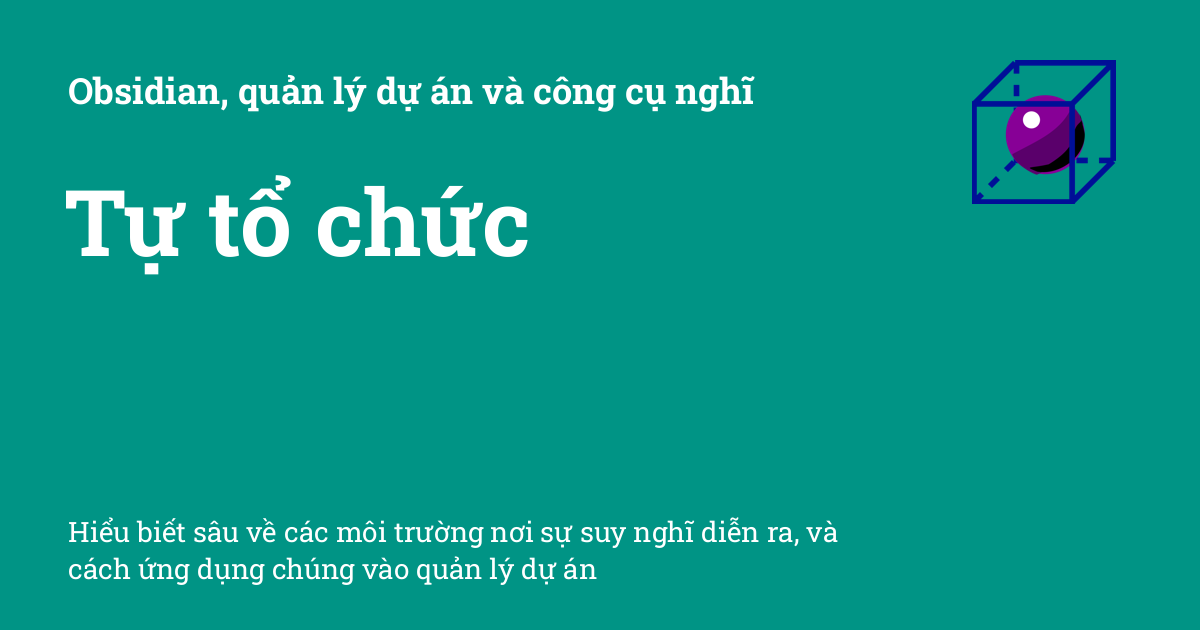 Obsidian, quản lý dự án và công cụ nghĩ
Tự tổ chức
Hiểu biết sâu về các môi trường nơi sự suy nghĩ diễn ra, và
cách ứng dụng chúng vào quản lý dự án